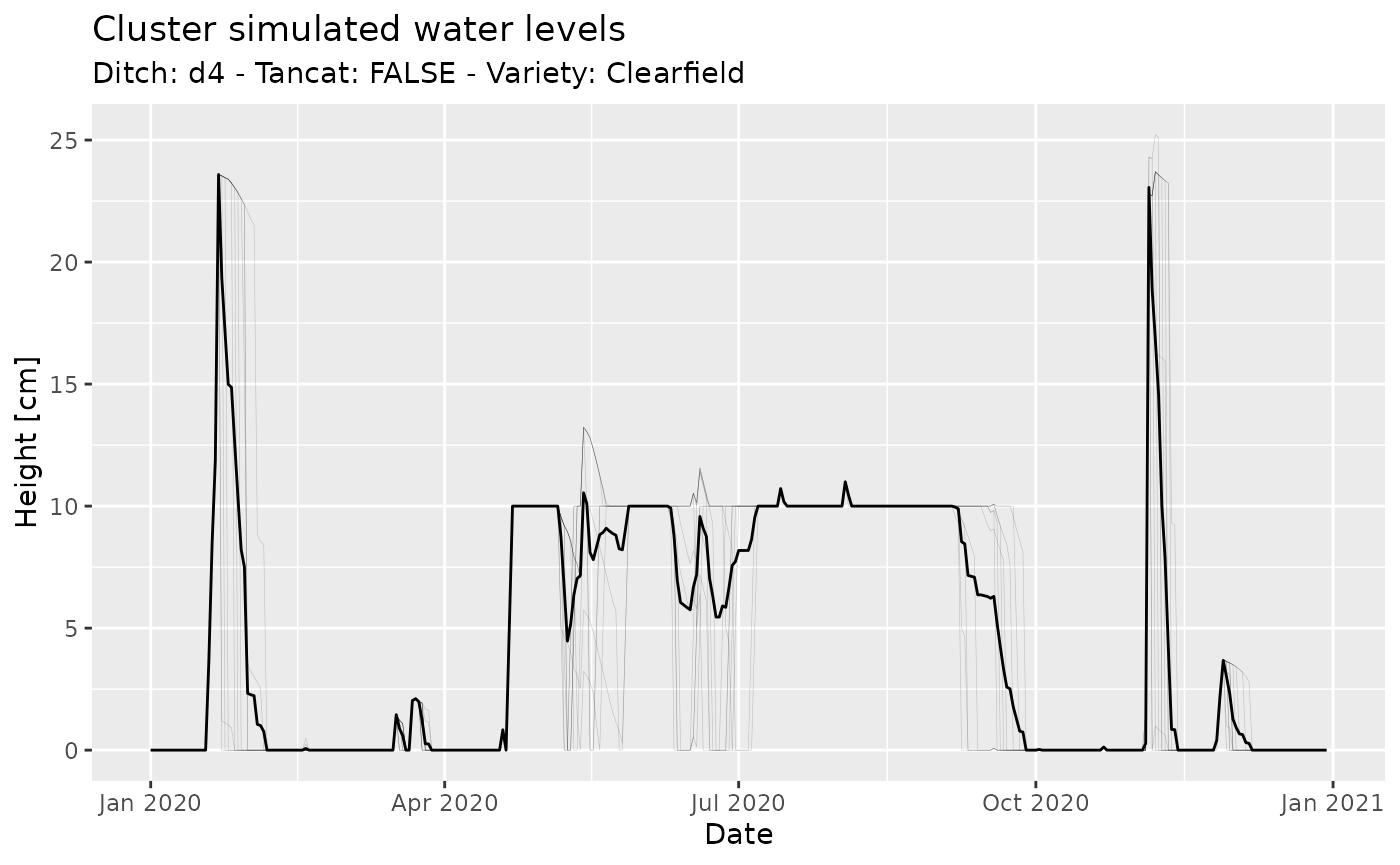 Cluster simulated water levels
Ditch: d4 - Tancat: FALSE - Variety: Clearfield
25
20
15
10
5
0
Height [cm]
Jan 2020
Apr 2020
Jul 2020
Oct 2020
Jan 2021
Date